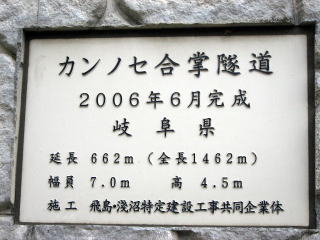 カンノセ合掌隧道
2006年6月完成
岐阜県
延長 662m (全長1462m)
幅員 7.0m 高 4.5m
施工 飛島・淺沼特定建設工事共同企業体